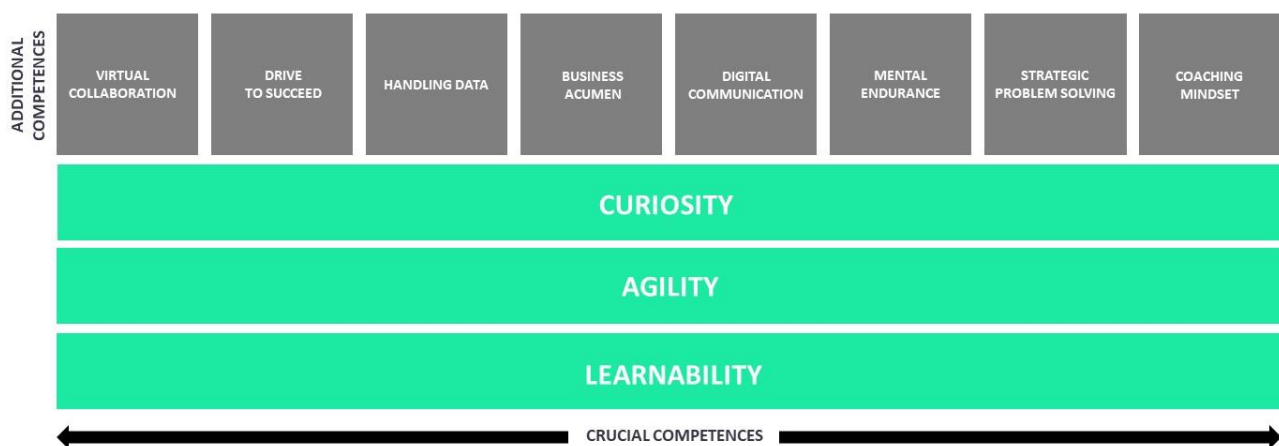 ADDITIONAL
COMPETENCES
VIRTUAL
COLLABORATION
DRIVE
TO SUCCEED
HANDLING DATA
BUSINESS
ACUMEN
DIGITAL
COMMUNICATION
MENTAL
ENDURANCE
STRATEGIC
PROBLEM SOLVING
COACHING
MINDSET
CURIOSITY
AGILITY
LEARNABILITY
CRUCIAL COMPETENCES